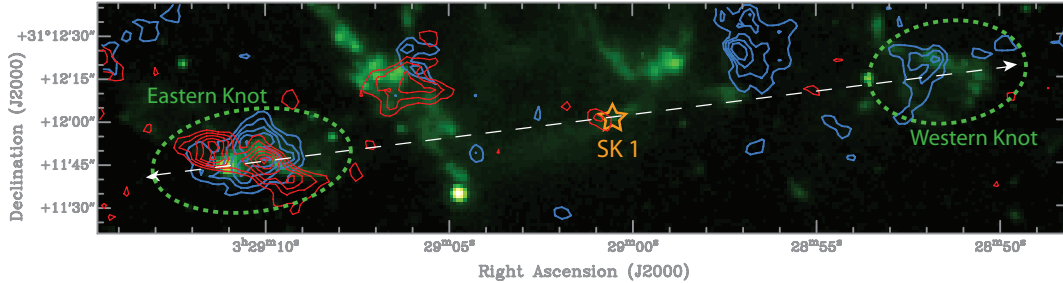 +31°12'30"
+12'15"
+12'00"
+11'45"
+11'30"
Declination (J2000)
Eastern Knot
SK 1
Western Knot
3ʰ29ᵐ10ˢ
29ᵐ05ˢ
29ᵐ00ˢ
28ᵐ55ˢ
28ᵐ50ˢ
Right Ascension (J2000)